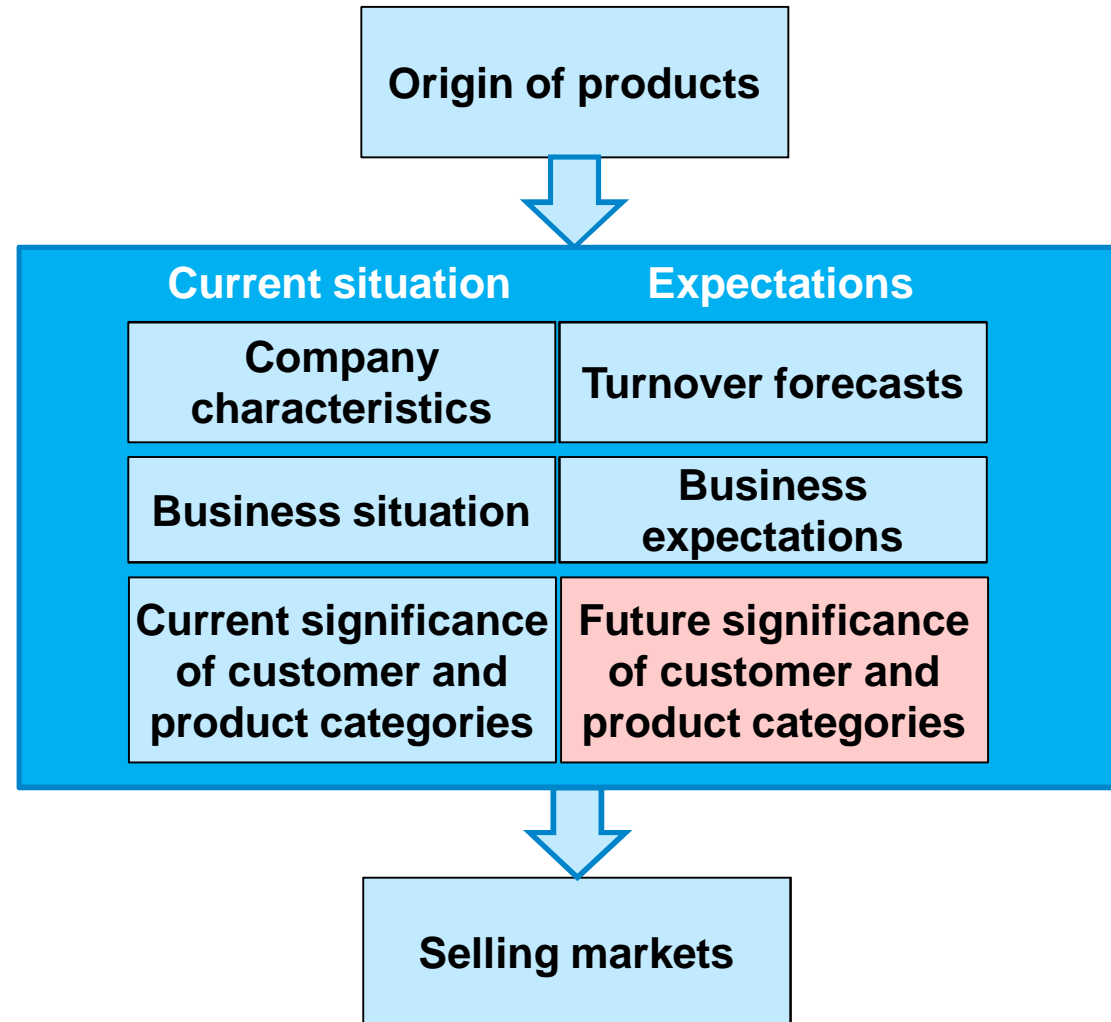 Origin of products
Current situation
Expectations
Company
characteristics
Turnover forecasts
Business situation
Business
expectations
Current significance
of customer and
product categories
Future significance
of customer and
product categories
Selling markets